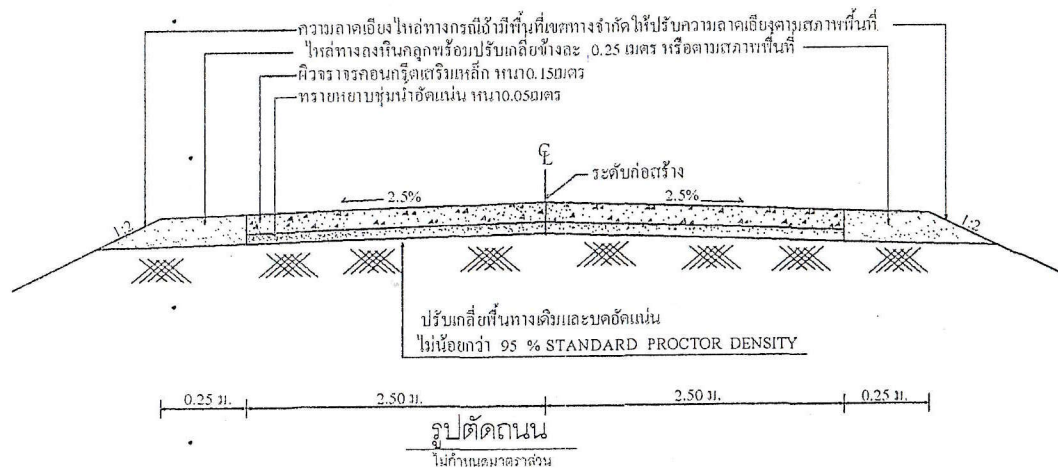 ความลาดเอียงไหล่ทางกรณีถ้ามีพื้นที่เขตทางจำกัดให้ปรับความลาดเอียงตามสภาพพื้นที่
ไหล่ทางลงหินคลุกพร้อมปรับเกลี่ยข้างละ 0.25 เมตร หรือตามสภาพพื้นที่
ผิวจราจรคอนกรีตเสริมเหล็ก หนา0.15เมตร
ทรายหยาบชุ่มน้ำอัดแน่น หนา0.05เมตร
℄
ระดับก่อสร้าง
2.5%
2.5%
1:2
1:2
ปรับเกลี่ยพื้นทางเดิมและบดอัดแน่น
ไม่น้อยกว่า 95 % STANDARD PROCTOR DENSITY
0.25 ม.
2.50 ม.
2.50 ม.
0.25 ม.
รูปตัดถนน
ไม่กำหนดมาตราส่วน